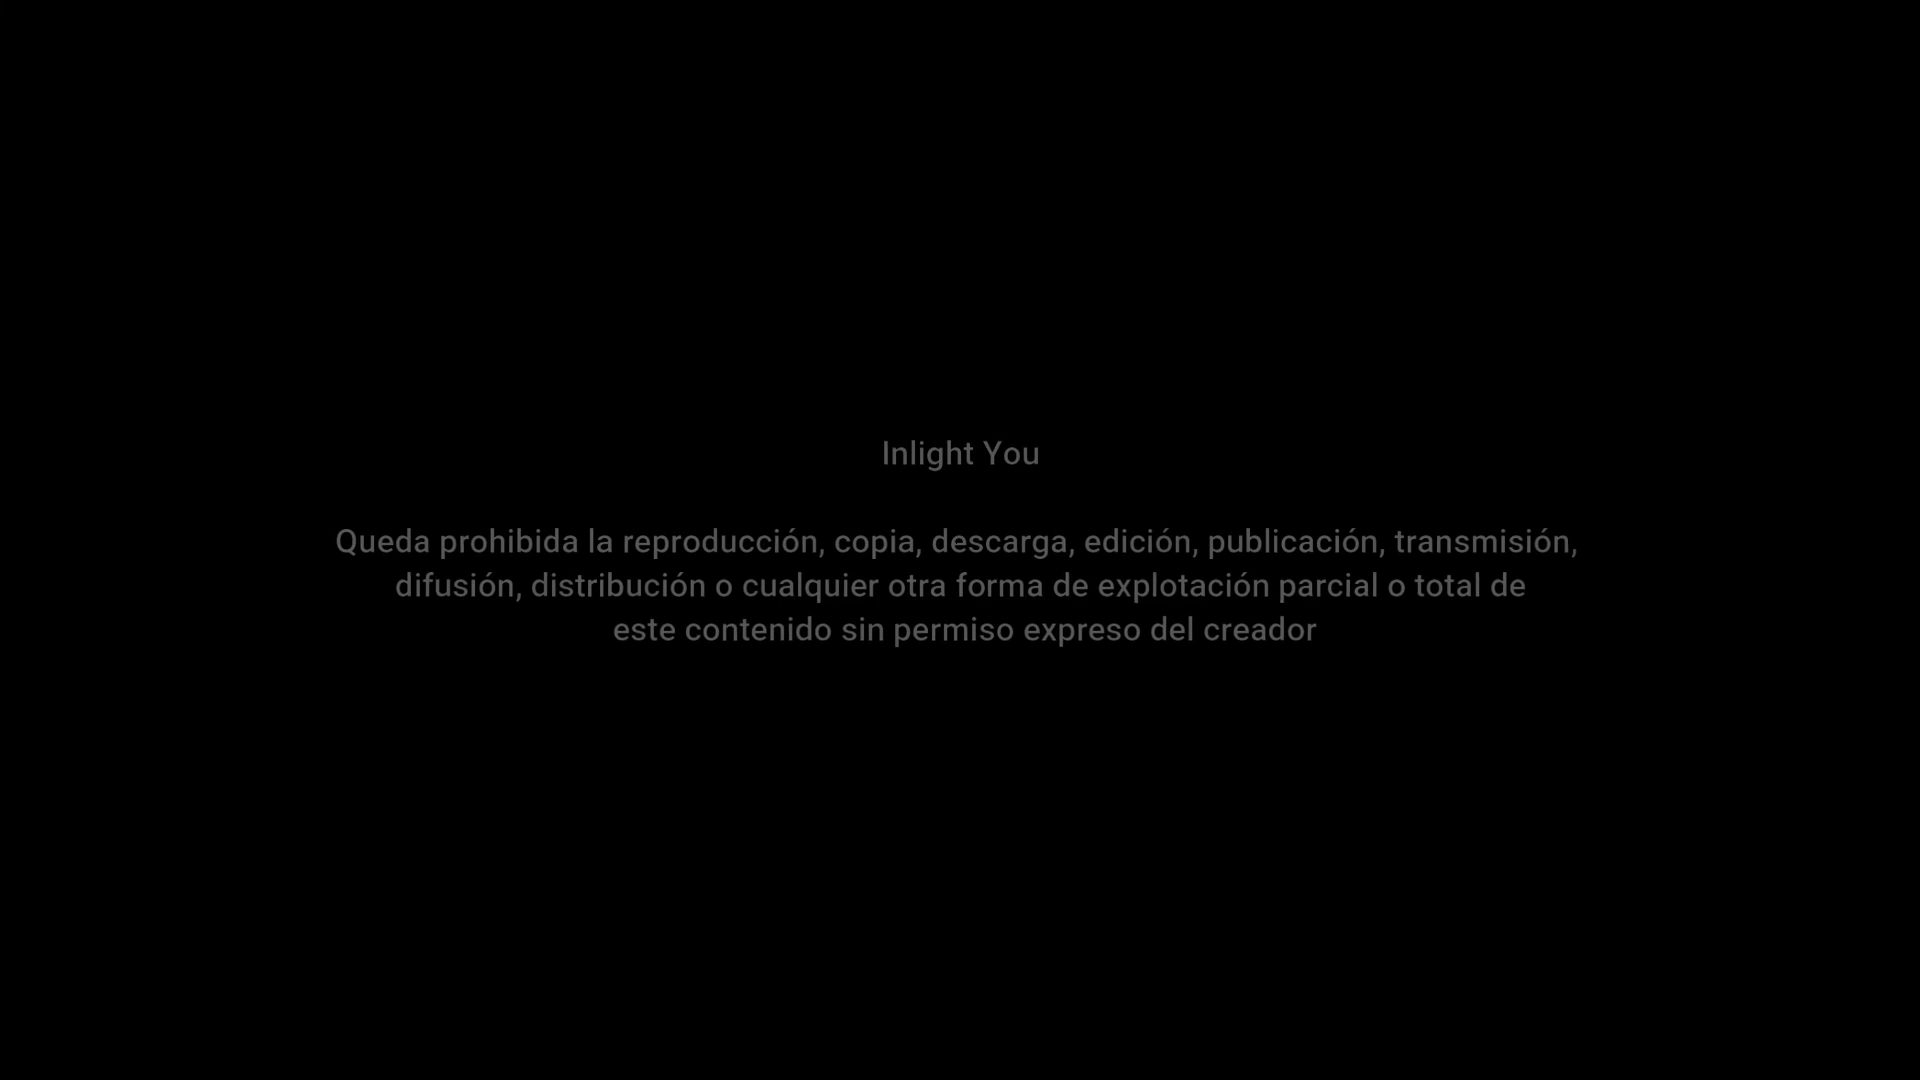 Inlight You
Queda prohibida la reproducción, copia, descarga, edición, publicación, transmisión,
difusión, distribución o cualquier otra forma de explotación parcial o total de
este contenido sin permiso expreso del creador